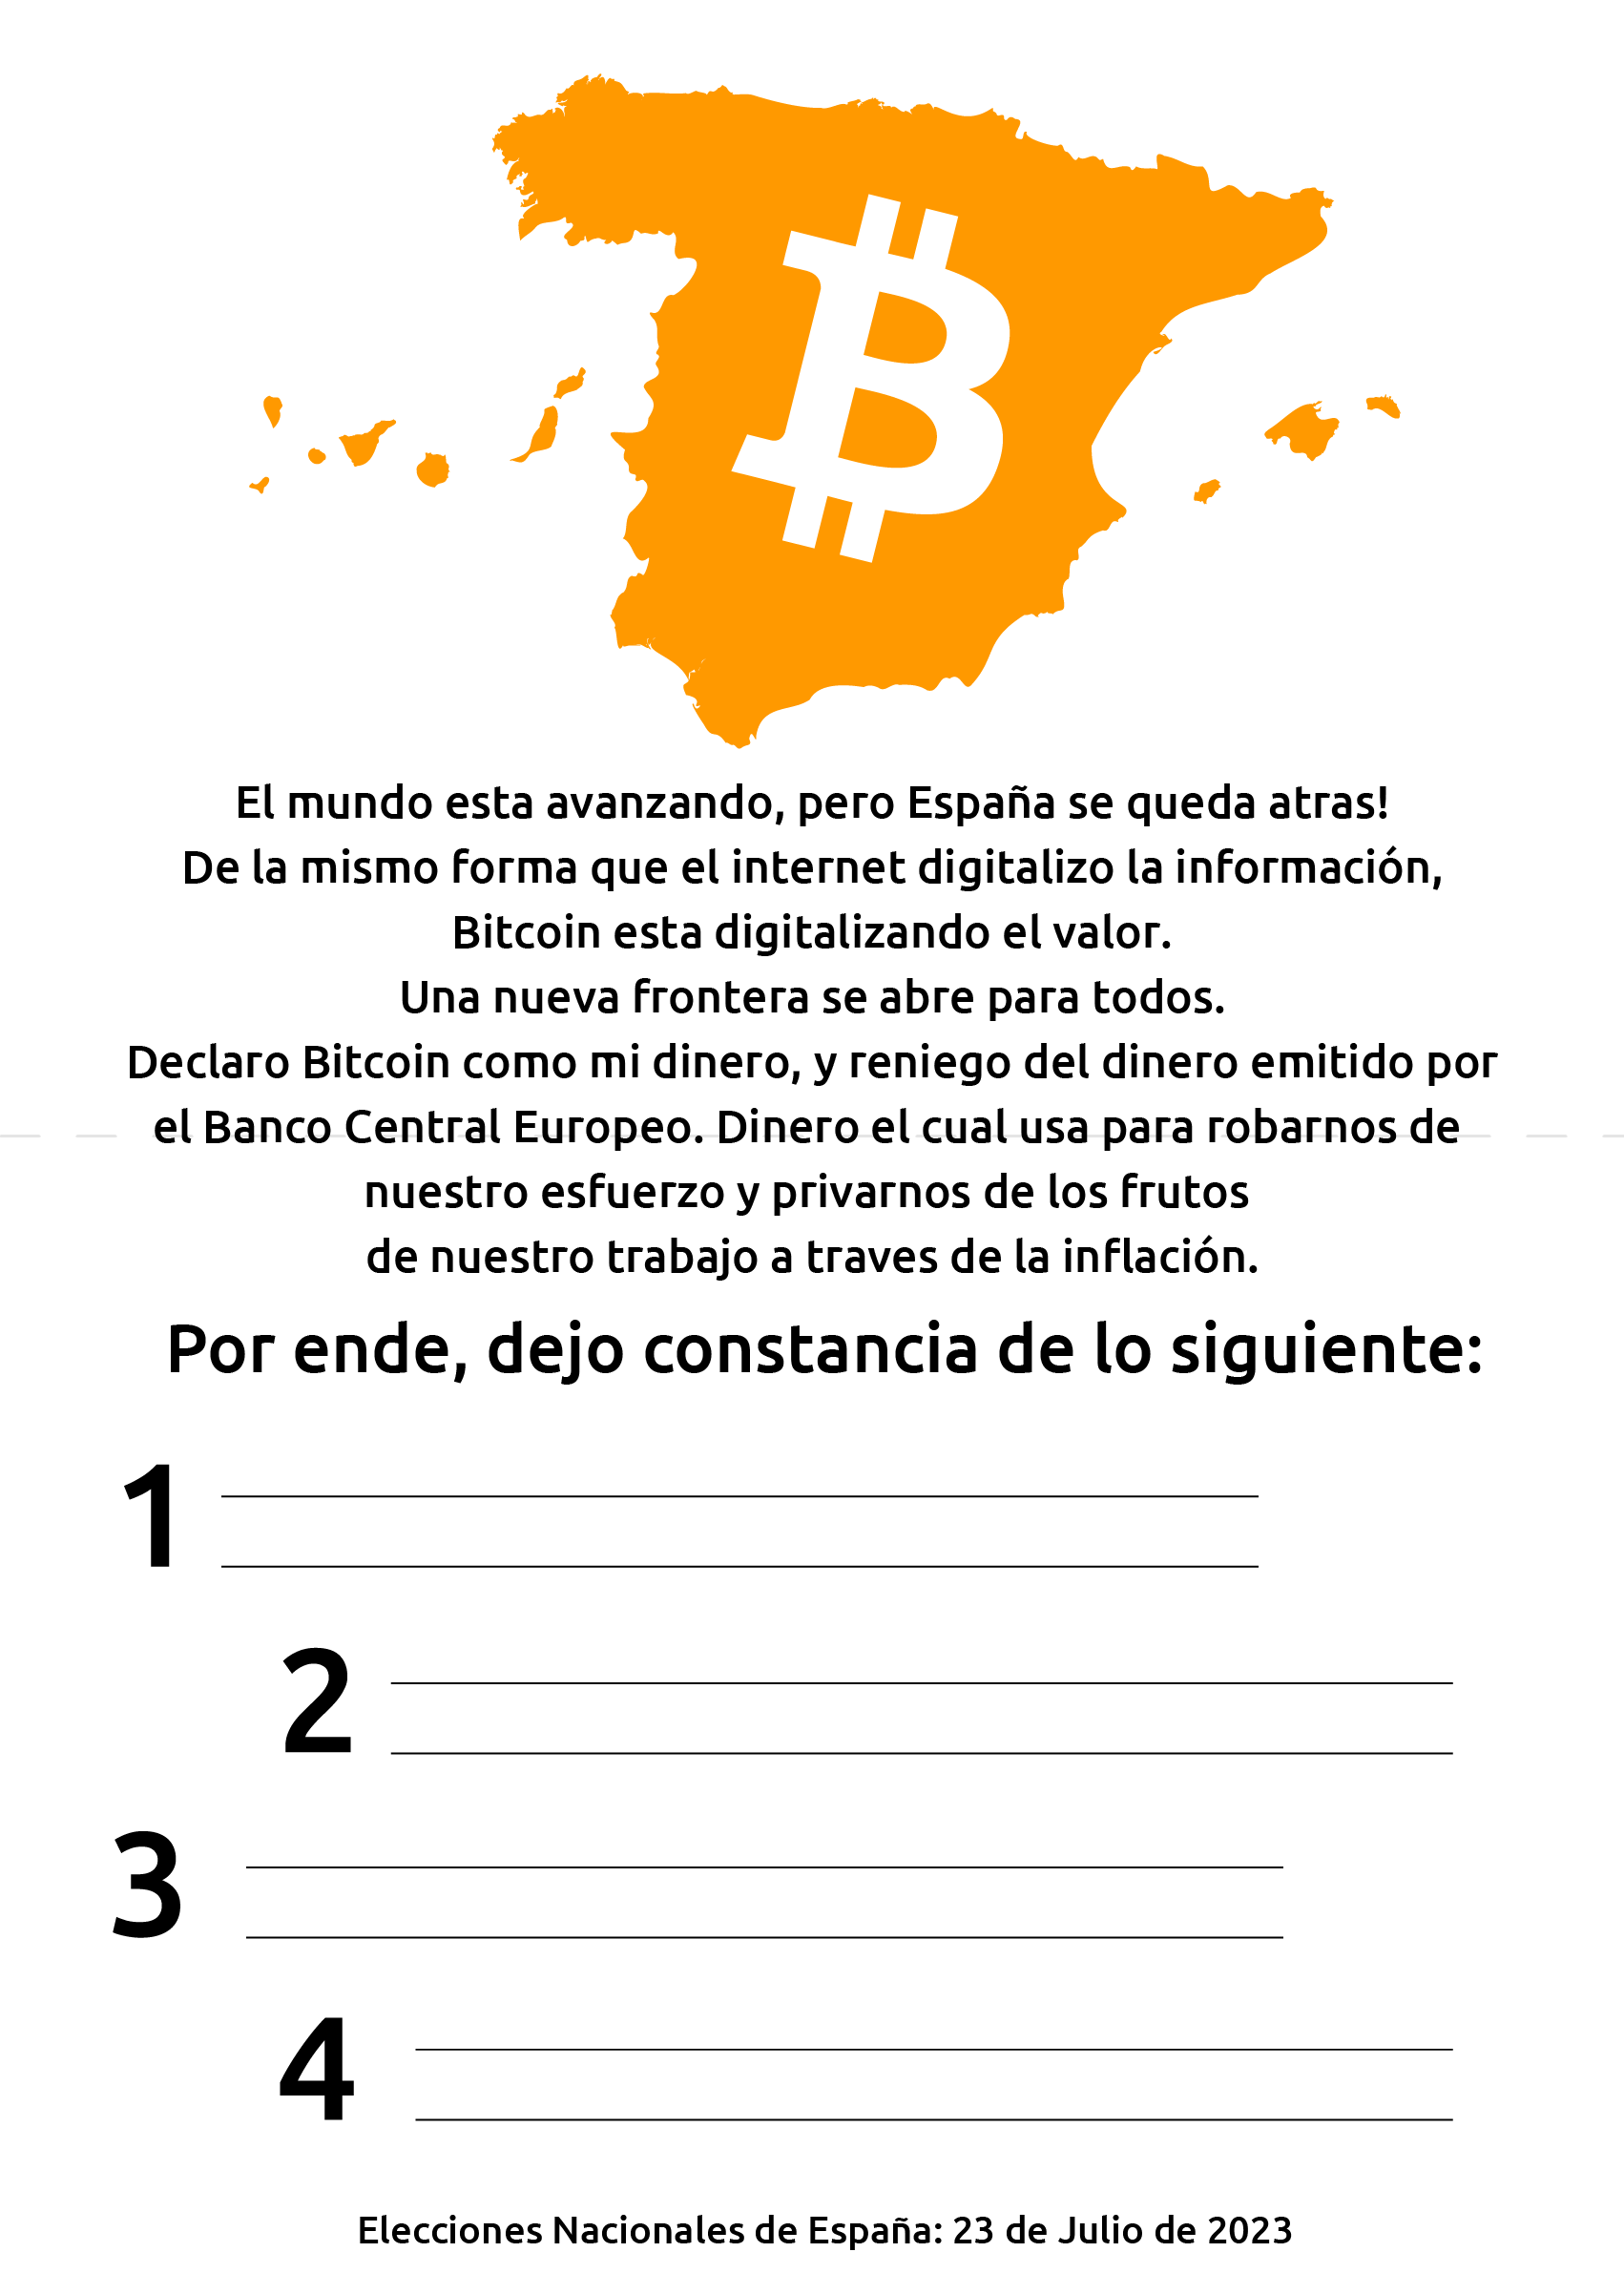 El mundo esta avanzando, pero España se queda atras!
De la mismo forma que el internet digitalizo la información,
Bitcoin esta digitalizando el valor.
Una nueva frontera se abre para todos.
Declaro Bitcoin como mi dinero, y reniego del dinero emitido por
el Banco Central Europeo. Dinero el cual usa para robarnos de
nuestro esfuerzo y privarnos de los frutos
de nuestro trabajo a traves de la inflación.
Por ende, dejo constancia de lo siguiente:
1
2
3
4
Elecciones Nacionales de España: 23 de Julio de 2023